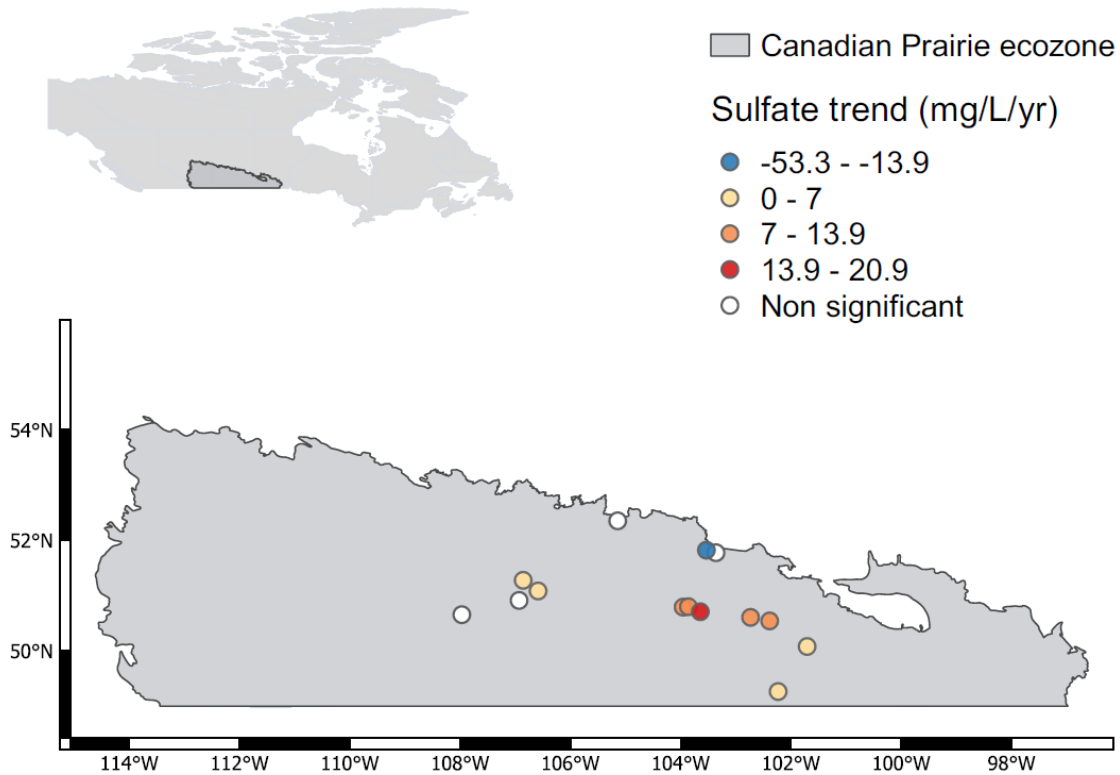 Canadian Prairie ecozone
Sulfate trend (mg/L/yr)
-53.3 - -13.9
0 - 7
7 - 13.9
13.9 - 20.9
Non significant
54°N
52°N
50°N
114°W 112°W 110°W 108°W 106°W 104°W 102°W 100°W 98°W